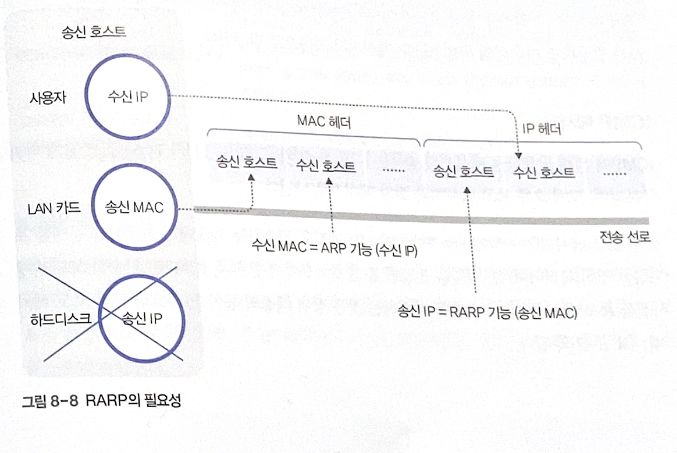 송신 호스트
사용자
수신 IP
MAC 헤더
IP 헤더
송신 호스트 수신 호스트 ...... 송신 호스트 수신 호스트 ......
LAN 카드
송신 MAC
전송 선로
수신 MAC = ARP 기능 (수신 IP)
하드디스크
송신 IP
송신 IP = RARP 기능 (송신 MAC)
그림 8-8 RARP의 필요성